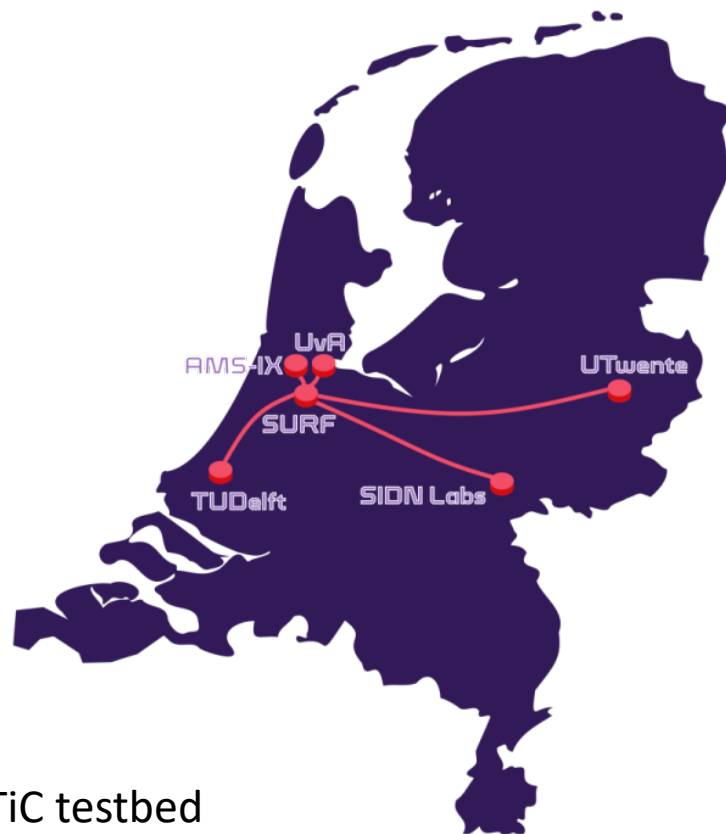 UvA
AMS-IX
UTwente
SURF
SIDN Labs
TUDelft
TiC testbed